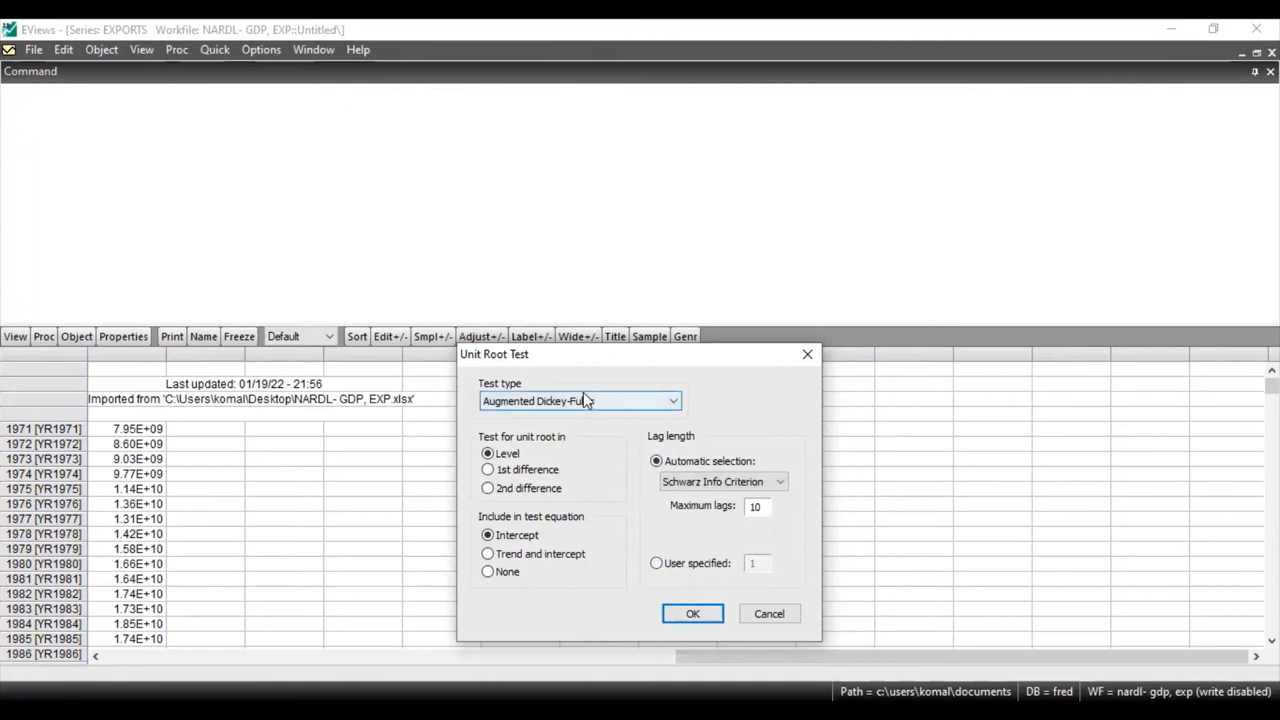 EViews - [Series: EXPORTS Workfile: NARDL- GDP, EXP::Untitled\]
File Edit Object View Proc Quick Options Window Help
Command
View Proc Object Properties Print Name Freeze Default Sort Edit+/- Smpl+/- Adjust+/- Label+/- Wide+/- Title Sample Genr
Last updated: 01/19/22 - 21:56
Imported from 'C:\Users\komal\Desktop\NARDL- GDP, EXP.xlsx'
1971 [YR1971] 7.95E+09
1972 [YR1972] 8.60E+09
1973 [YR1973] 9.03E+09
1974 [YR1974] 9.77E+09
1975 [YR1975] 1.14E+10
1976 [YR1976] 1.36E+10
1977 [YR1977] 1.31E+10
1978 [YR1978] 1.42E+10
1979 [YR1979] 1.58E+10
1980 [YR1980] 1.66E+10
1981 [YR1981] 1.64E+10
1982 [YR1982] 1.74E+10
1983 [YR1983] 1.73E+10
1984 [YR1984] 1.85E+10
1985 [YR1985] 1.74E+10
1986 [YR1986]
Unit Root Test
Test type
Augmented Dickey-
Test for unit root in
Level
1st difference
2nd difference
Include in test equation
Intercept
Trend and intercept
None
Lag length
Automatic selection:
Schwarz Info Criterion
Maximum lags: 10
User specified: 1
OK Cancel
Path = c:\users\komal\documents DB = fred WF = nardl- gdp, exp (write disabled)